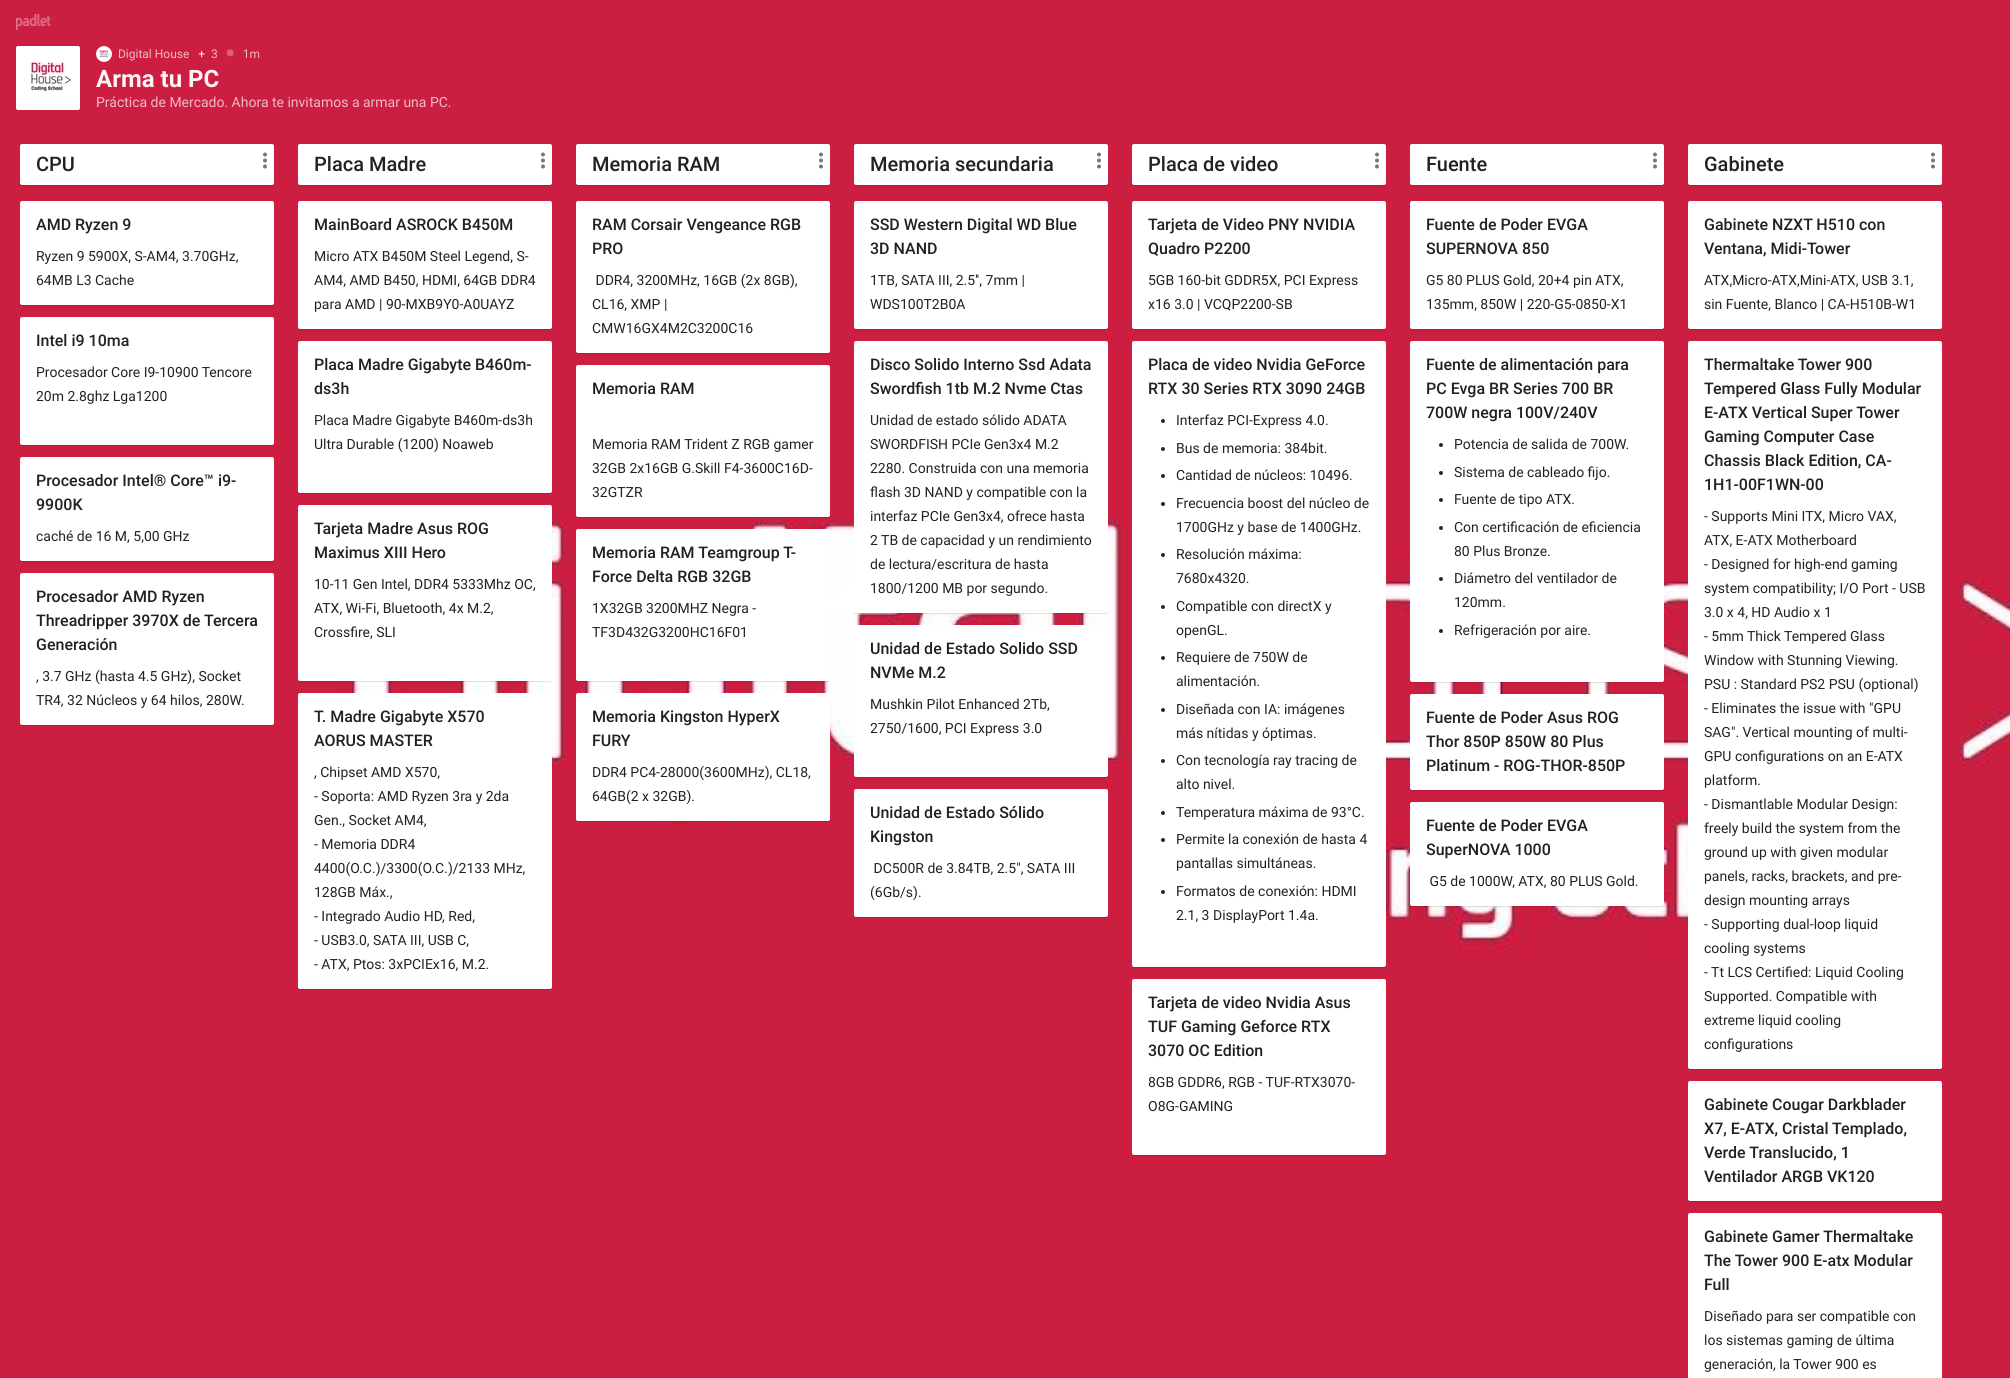 padlet
Digital
House>
Coding School
Digital House + 3 1m
Arma tu PC
Práctica de Mercado. Ahora te invitamos a armar una PC.
CPU
AMD Ryzen 9
Ryzen 9 5900X, S-AM4, 3.70GHz,
64MB L3 Cache
Intel i9 10ma
Procesador Core I9-10900 Tencore
20m 2.8ghz Lga1200
Procesador Intel® Core™ i9-
9900K
caché de 16 M, 5,00 GHz
Procesador AMD Ryzen
Threadripper 3970X de Tercera
Generación
, 3.7 GHz (hasta 4.5 GHz), Socket
TR4, 32 Núcleos y 64 hilos, 280W.
Placa Madre
MainBoard ASROCK B450M
Micro ATX B450M Steel Legend, S-
AM4, AMD B450, HDMI, 64GB DDR4
para AMD | 90-MXB9Y0-A0UAYZ
Placa Madre Gigabyte B460m-
ds3h
Placa Madre Gigabyte B460m-ds3h
Ultra Durable (1200) Noaweb
Tarjeta Madre Asus ROG
Maximus XIII Hero
10-11 Gen Intel, DDR4 5333Mhz OC,
ATX, Wi-Fi, Bluetooth, 4x M.2,
Crossfire, SLI
T. Madre Gigabyte X570
AORUS MASTER
, Chipset AMD X570,
- Soporta: AMD Ryzen 3ra y 2da
Gen., Socket AM4,
- Memoria DDR4
4400(O.C.)/3300(O.C.)/2133 MHz,
128GB Máx.,
- Integrado Audio HD, Red,
- USB3.0, SATA III, USB C,
- ATX, Ptos: 3xPCIEx16, M.2.
Memoria RAM
RAM Corsair Vengeance RGB
PRO
DDR4, 3200MHz, 16GB (2x 8GB),
CL16, XMP |
CMW16GX4M2C3200C16
Memoria RAM
Memoria RAM Trident Z RGB gamer
32GB 2x16GB G.Skill F4-3600C16D-
32GTZR
Memoria RAM Teamgroup T-
Force Delta RGB 32GB
1X32GB 3200MHZ Negra -
TF3D432G3200HC16F01
Memoria Kingston HyperX
FURY
DDR4 PC4-28000(3600MHz), CL18,
64GB(2 x 32GB).
Memoria secundaria
SSD Western Digital WD Blue
3D NAND
1TB, SATA III, 2.5", 7mm |
WDS100T2B0A
Disco Solido Interno Ssd Adata
Swordfish 1tb M.2 Nvme Ctas
Unidad de estado sólido ADATA
SWORDFISH PCIe Gen3x4 M.2
2280. Construida con una memoria
flash 3D NAND y compatible con la
interfaz PCIe Gen3x4, ofrece hasta
2 TB de capacidad y un rendimiento
de lectura/escritura de hasta
1800/1200 MB por segundo.
Unidad de Estado Solido SSD
NVMe M.2
Mushkin Pilot Enhanced 2Tb,
2750/1600, PCI Express 3.0
Unidad de Estado Sólido
Kingston
DC500R de 3.84TB, 2.5", SATA III
(6Gb/s).
Placa de video
Tarjeta de Video PNY NVIDIA
Quadro P2200
5GB 160-bit GDDR5X, PCI Express
x16 3.0 | VCQP2200-SB
Placa de video Nvidia GeForce
RTX 30 Series RTX 3090 24GB
• Interfaz PCI-Express 4.0.
• Bus de memoria: 384bit.
• Cantidad de núcleos: 10496.
• Frecuencia boost del núcleo de
1700GHz y base de 1400GHz.
• Resolución máxima:
7680x4320.
• Compatible con directX y
openGL.
• Requiere de 750W de
alimentación.
• Diseñada con IA: imágenes
más nítidas y óptimas.
• Con tecnología ray tracing de
alto nivel.
• Temperatura máxima de 93°C.
• Permite la conexión de hasta 4
pantallas simultáneas.
• Formatos de conexión: HDMI
2.1, 3 DisplayPort 1.4a.
Tarjeta de video Nvidia Asus
TUF Gaming Geforce RTX
3070 OC Edition
8GB GDDR6, RGB - TUF-RTX3070-
O8G-GAMING
Fuente
Fuente de Poder EVGA
SUPERNOVA 850
G5 80 PLUS Gold, 20+4 pin ATX,
135mm, 850W | 220-G5-0850-X1
Fuente de alimentación para
PC Evga BR Series 700 BR
700W negra 100V/240V
• Potencia de salida de 700W.
• Sistema de cableado fijo.
• Fuente de tipo ATX.
• Con certificación de eficiencia
80 Plus Bronze.
• Diámetro del ventilador de
120mm.
• Refrigeración por aire.
Fuente de Poder Asus ROG
Thor 850P 850W 80 Plus
Platinum - ROG-THOR-850P
Fuente de Poder EVGA
SuperNOVA 1000
G5 de 1000W, ATX, 80 PLUS Gold.
Gabinete
Gabinete NZXT H510 con
Ventana, Midi-Tower
ATX,Micro-ATX,Mini-ATX, USB 3.1,
sin Fuente, Blanco | CA-H510B-W1
Thermaltake Tower 900
Tempered Glass Fully Modular
E-ATX Vertical Super Tower
Gaming Computer Case
Chassis Black Edition, CA-
1H1-00F1WN-00
- Supports Mini ITX, Micro VAX,
ATX, E-ATX Motherboard
- Designed for high-end gaming
system compatibility; I/O Port - USB
3.0 x 4, HD Audio x 1
- 5mm Thick Tempered Glass
Window with Stunning Viewing.
PSU : Standard PS2 PSU (optional)
- Eliminates the issue with "GPU
SAG". Vertical mounting of multi-
GPU configurations on an E-ATX
platform.
- Dismantlable Modular Design:
freely build the system from the
ground up with given modular
panels, racks, brackets, and pre-
design mounting arrays
- Supporting dual-loop liquid
cooling systems
- Tt LCS Certified: Liquid Cooling
Supported. Compatible with
extreme liquid cooling
configurations
Gabinete Cougar Darkblader
X7, E-ATX, Cristal Templado,
Verde Translucido, 1
Ventilador ARGB VK120
Gabinete Gamer Thermaltake
The Tower 900 E-atx Modular
Full
Diseñado para ser compatible con
los sistemas gaming de última
generación, la Tower 900 es